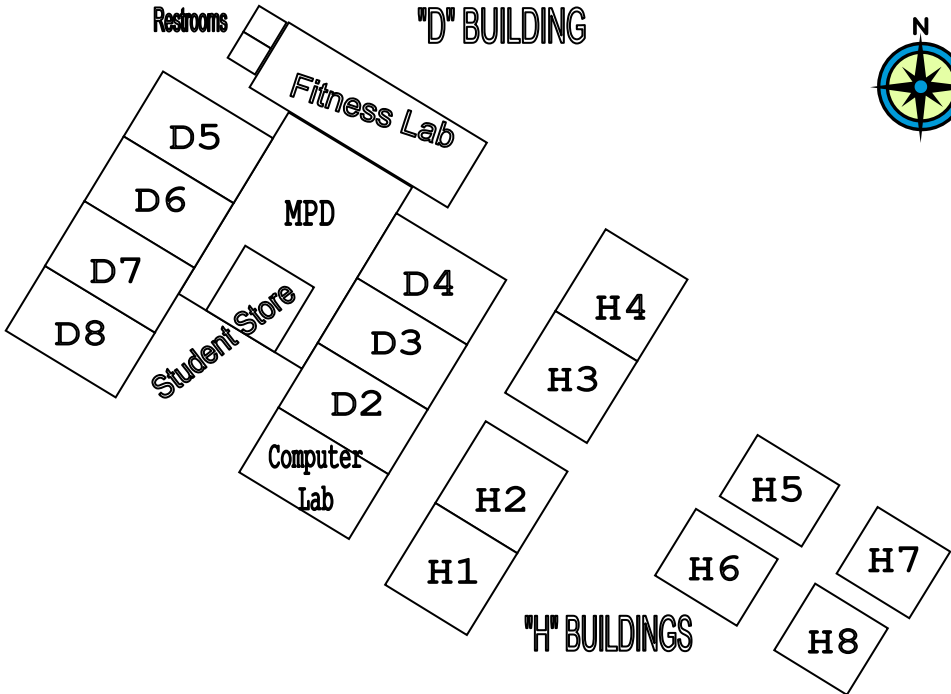 Restrooms
"D" BUILDING
N
Fitness Lab
D5
D6
MPD
D7
D4
Student Store
H4
D8
D3
H3
D2
Computer
Lab
H2
H5
H1
H6
H7
"H" BUILDINGS
H8